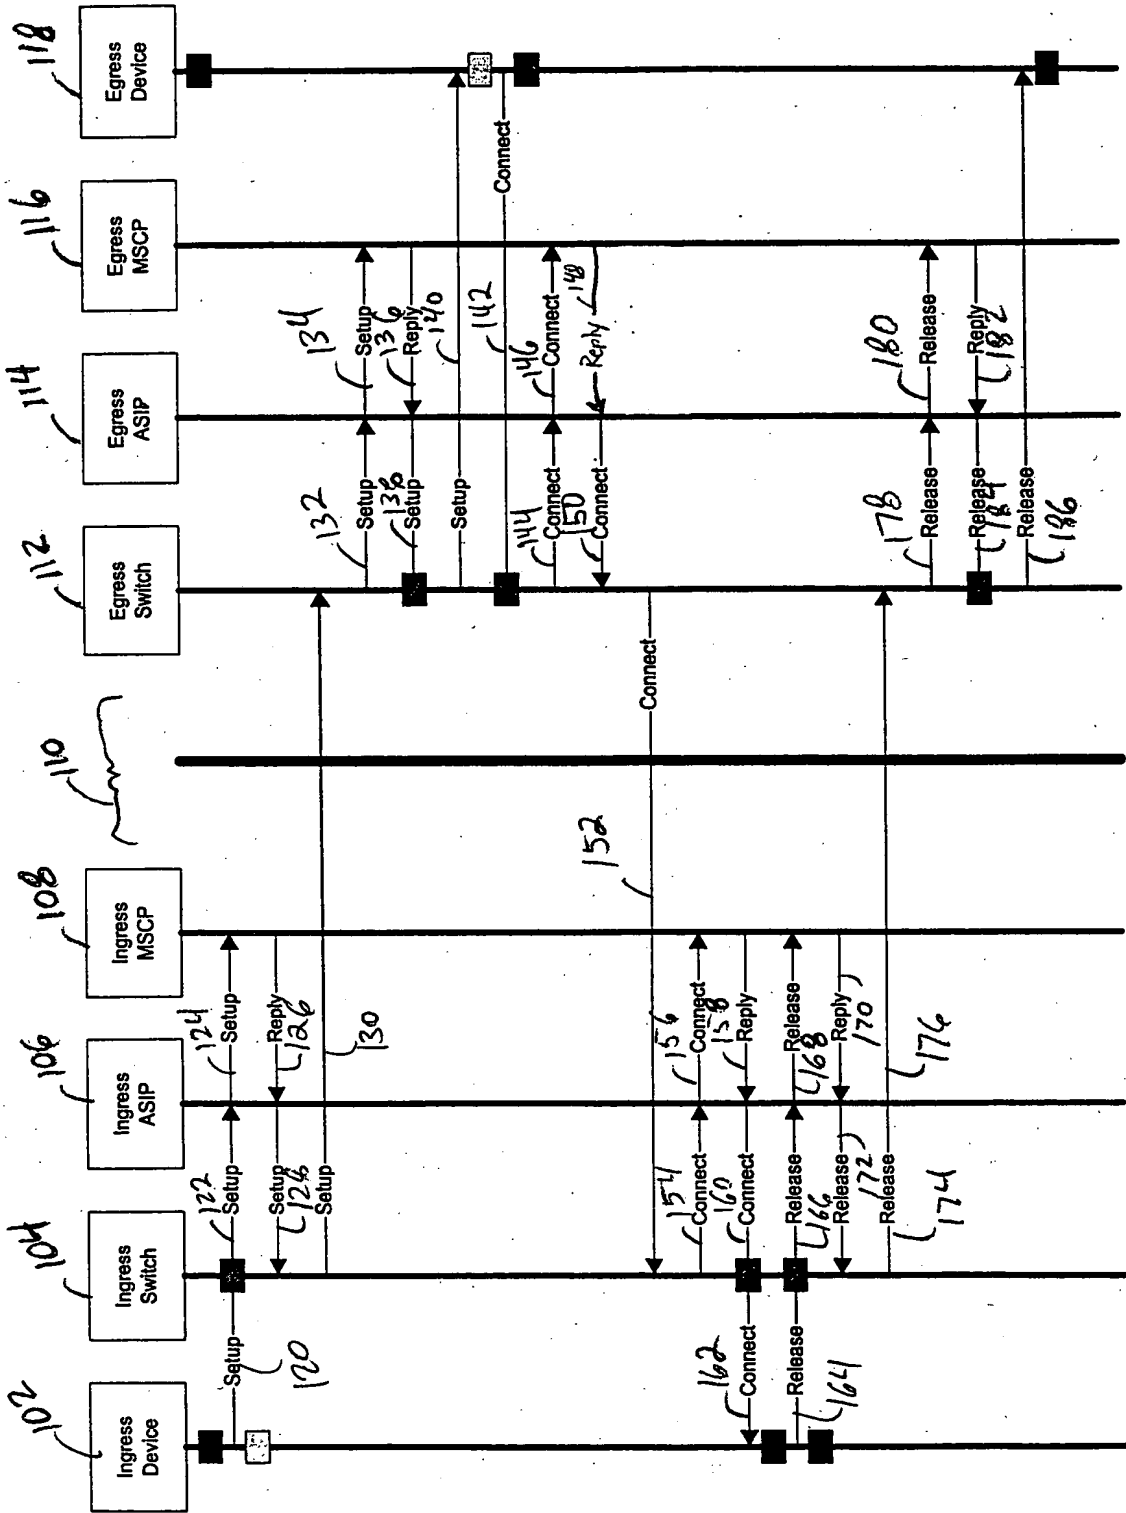 102
104
106
108
110
112
114
116
118
Ingress
Device
Ingress
Switch
Ingress
ASIP
Ingress
MSCP
Egress
Switch
Egress
ASIP
Egress
MSCP
Egress
Device
Setup
120
122
Setup
124
Setup
Reply
126
Setup
126
Setup
130
132
Setup
134
Setup
136
Reply
138
Setup
140
Setup
142
Connect
144
Connect
146
Connect
148
Reply
150
Connect
Connect
152
154
Connect
156
Connect
158
Reply
160
Connect
162
Connect
Release
164
Release
166
Release
168
Reply
170
Release
172
Release
174
176
178
Release
180
Release
Reply
182
Release
184
Release
186